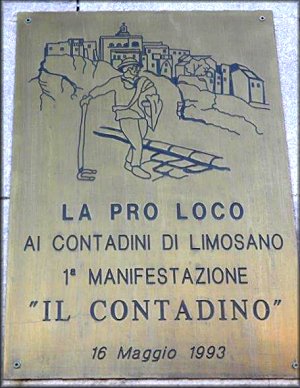 LA PRO LOCO
AI CONTADINI DI LIMOSANO
1ª MANIFESTAZIONE
"IL CONTADINO"
16 Maggio 1993